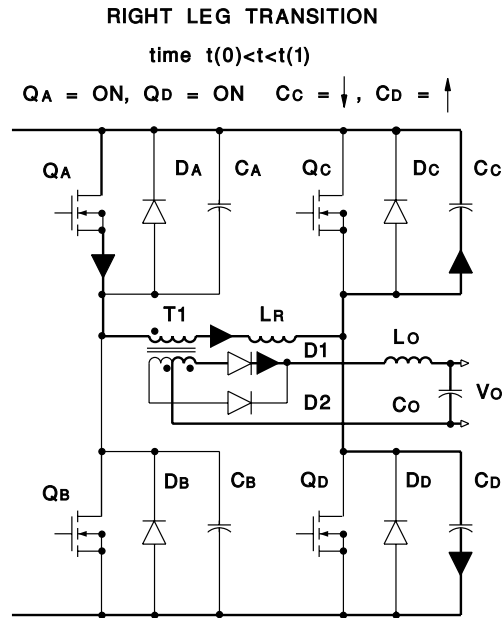 RIGHT LEG TRANSITION
time t(0)<t<t(1)
QA = ON, QD = ON CC = ↓, CD = ↑
QA DA CA QC DC CC
T1 LR
D1 LO
D2 CO VO
QB DB CB QD DD CD